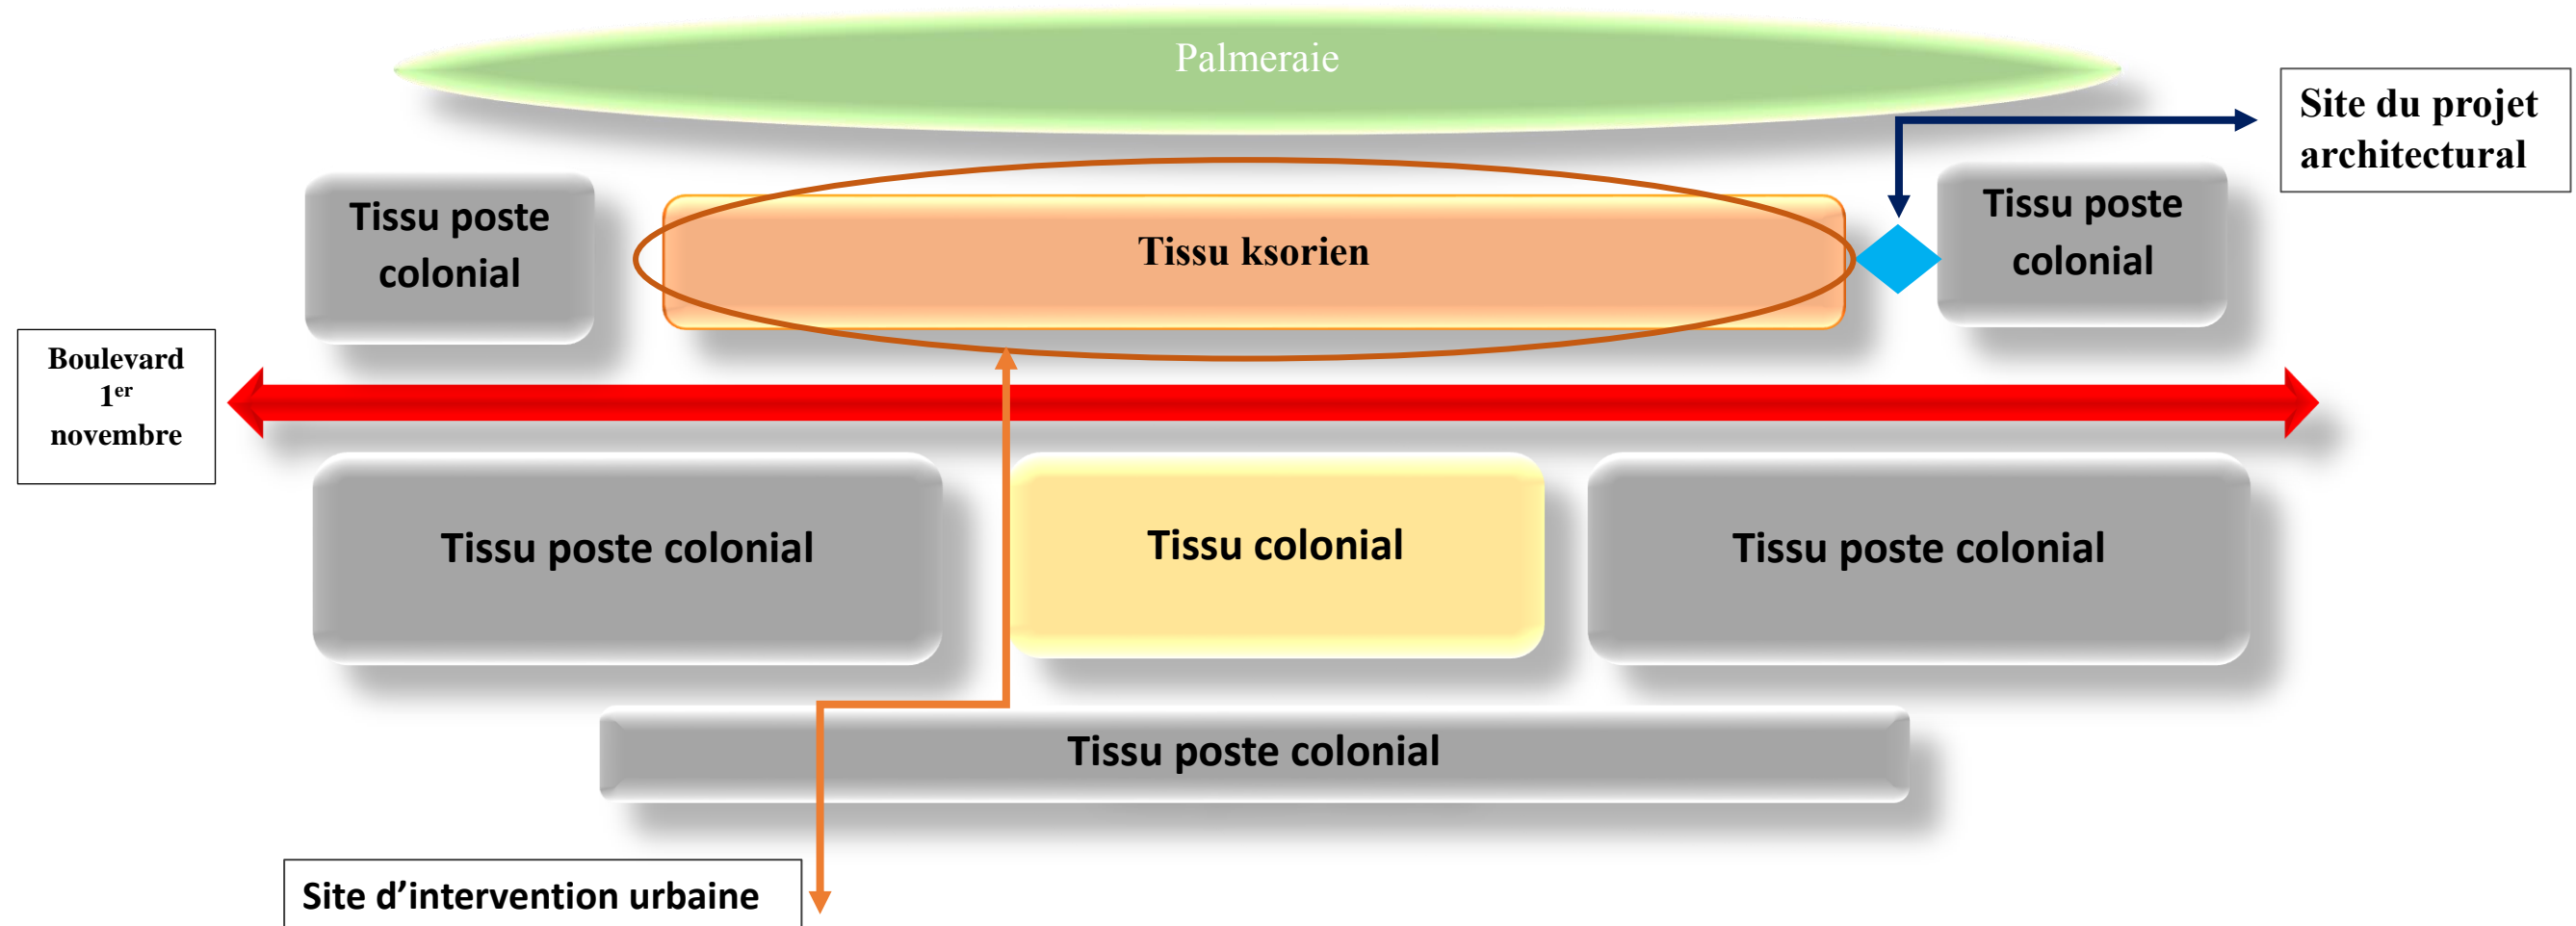 Palmeraie
Site du projet
architectural
Tissu poste
colonial
Tissu ksorien
Tissu poste
colonial
Boulevard
1er
novembre
Tissu poste colonial
Tissu colonial
Tissu poste colonial
Tissu poste colonial
Site d’intervention urbaine